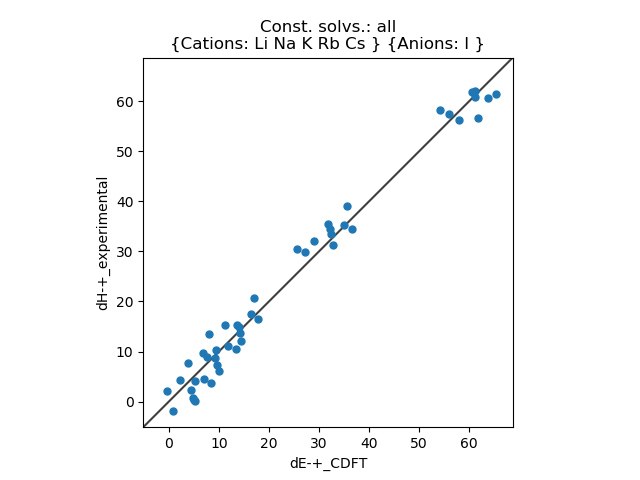 Const. solvs.: all
{Cations: Li Na K Rb Cs } {Anions: I }
dH-+_experimental
60
50
40
30
20
10
0
0 10 20 30 40 50 60
dE-+_CDFT